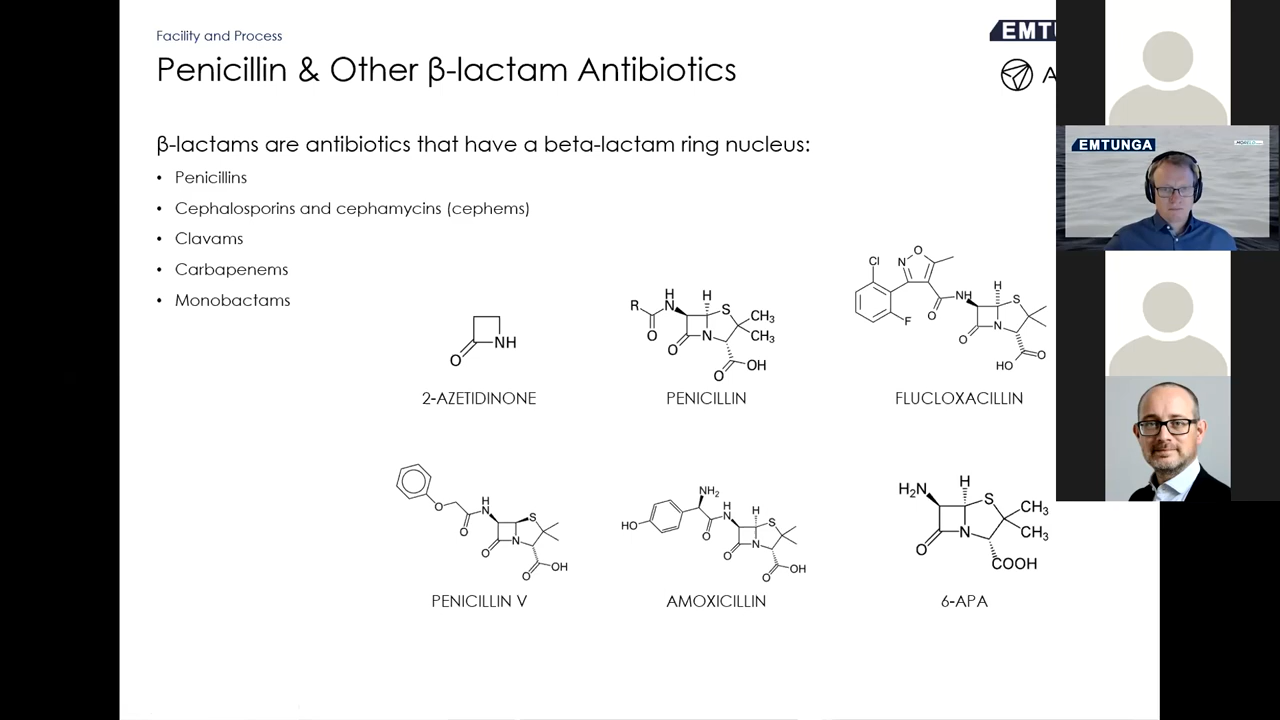 Facility and Process
Penicillin & Other β-lactam Antibiotics
β-lactams are antibiotics that have a beta-lactam ring nucleus:
• Penicillins
• Cephalosporins and cephamycins (cephems)
• Clavams
• Carbapenems
• Monobactams
EMTU
A
EMTUNGA
O
NH
2-AZETIDINONE
R
H
N
H
S
CH3
CH3
O
O
N
OH
O
PENICILLIN
Cl
N
O
F
O
NH
H
S
O
N
HO
O
FLUCLOXACILLIN
O
O
H
N
S
O
N
OH
O
PENICILLIN V
HO
NH2
O
H
N
H
S
O
N
OH
O
AMOXICILLIN
H2N
H
S
CH3
CH3
O
N
COOH
6-APA